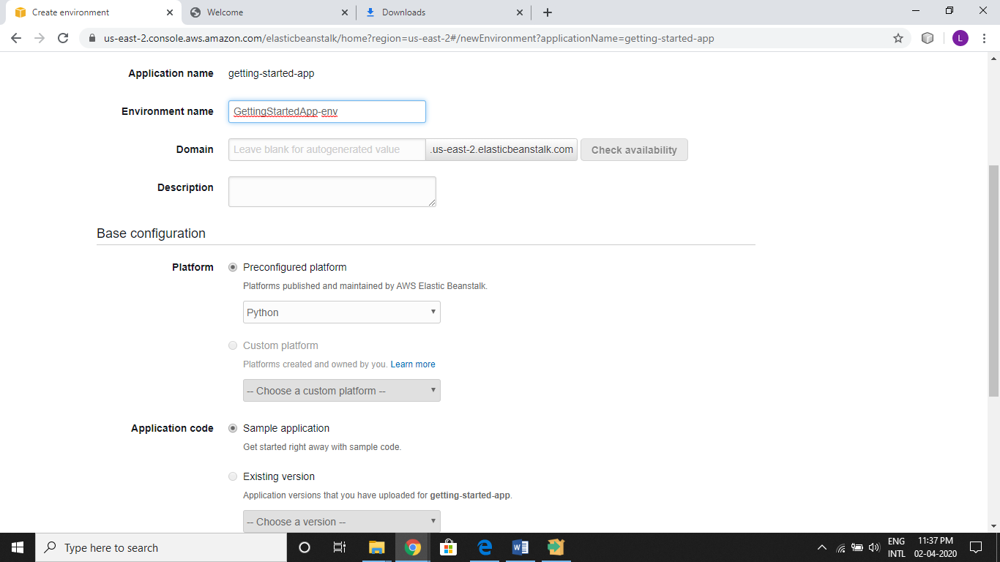 Create environment
Welcome
Downloads
us-east-2.console.aws.amazon.com/elasticbeanstalk/home?region=us-east-2#/newEnvironment?applicationName=getting-started-app
L
Application name getting-started-app
Environment name GettingStartedApp-env
Domain Leave blank for autogenerated value .us-east-2.elasticbeanstalk.com Check availability
Description
Base configuration
Platform Preconfigured platform
Platforms published and maintained by AWS Elastic Beanstalk.
Python
Custom platform
Platforms created and owned by you. Learn more
-- Choose a custom platform --
Application code Sample application
Get started right away with sample code.
Existing version
Application versions that you have uploaded for getting-started-app.
-- Choose a version --
Type here to search
ENG 11:37 PM
INTL 02-04-2020